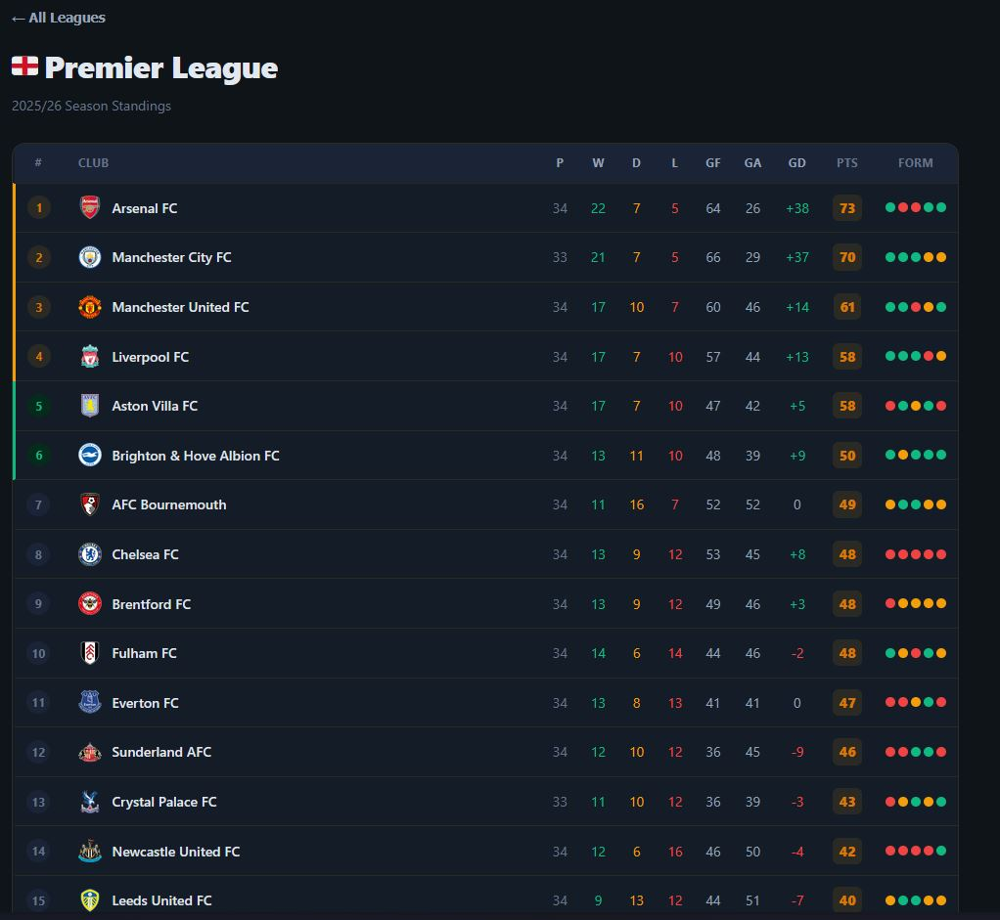 ← All Leagues
Premier League
2025/26 Season Standings
# CLUB P W D L GF GA GD PTS FORM
1 Arsenal FC 34 22 7 5 64 26 +38 73
2 Manchester City FC 33 21 7 5 66 29 +37 70
3 Manchester United FC 34 17 10 7 60 46 +14 61
4 Liverpool FC 34 17 7 10 57 44 +13 58
5 Aston Villa FC 34 17 7 10 47 42 +5 58
6 Brighton & Hove Albion FC 34 13 11 10 48 39 +9 50
7 AFC Bournemouth 34 11 16 7 52 52 0 49
8 Chelsea FC 34 13 9 12 53 45 +8 48
9 Brentford FC 34 13 9 12 49 46 +3 48
10 Fulham FC 34 14 6 14 44 46 -2 48
11 Everton FC 34 13 8 13 41 41 0 47
12 Sunderland AFC 34 12 10 12 36 45 -9 46
13 Crystal Palace FC 33 11 10 12 36 39 -3 43
14 Newcastle United FC 34 12 6 16 46 50 -4 42
15 Leeds United FC 34 9 13 12 44 51 -7 40